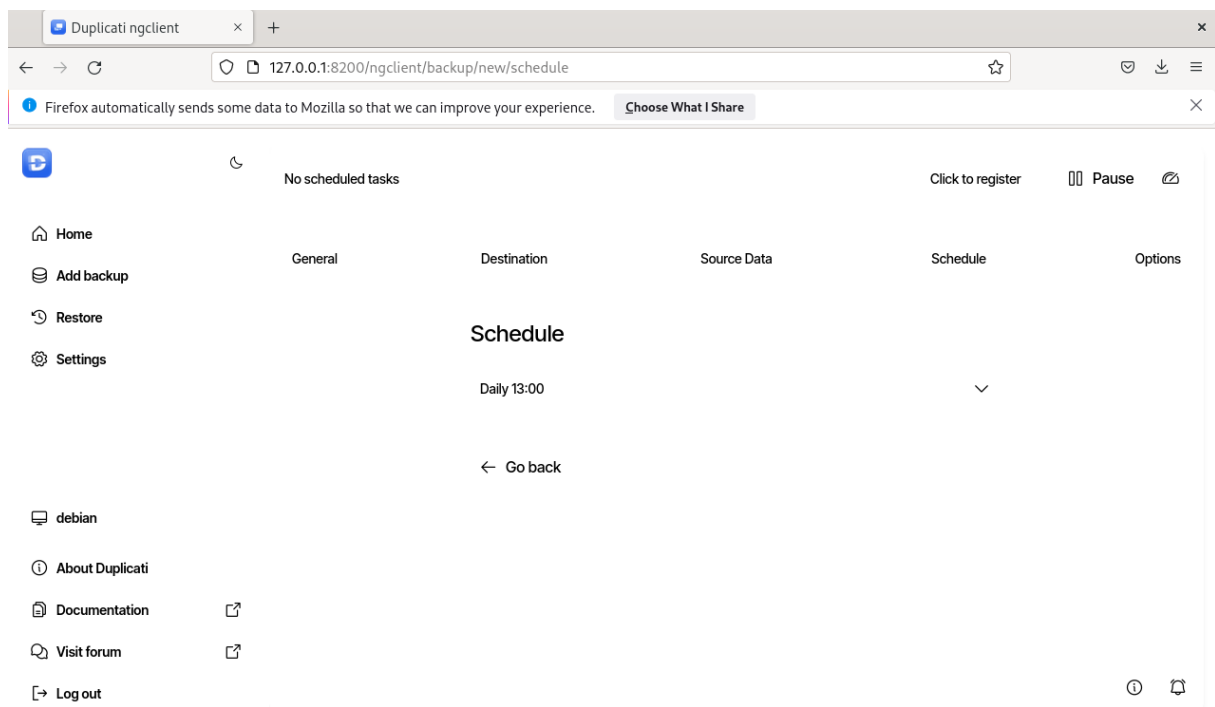 Duplicati ngclient
127.0.0.1:8200/ngclient/backup/new/schedule
Firefox automatically sends some data to Mozilla so that we can improve your experience. Choose What I Share
No scheduled tasks Click to register Pause
Home
Add backup
Restore
Settings
General Destination Source Data Schedule Options
Schedule
Daily 13:00
Go back
debian
About Duplicati
Documentation
Visit forum
Log out